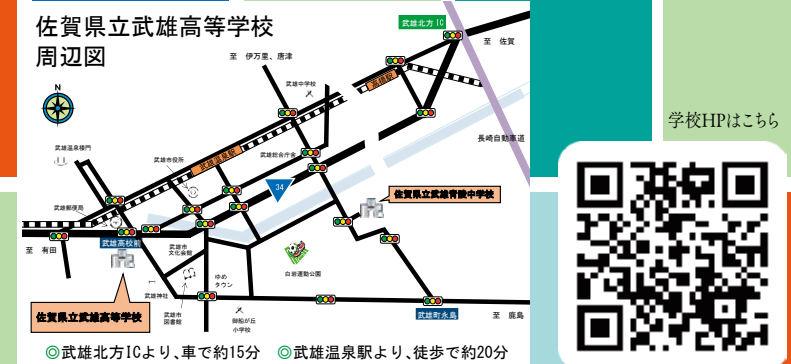 佐賀県立武雄高等学校
周辺図
武雄北方IC
至 佐賀
至 伊万里、唐津
高橋駅
武雄中学校
N
学校HPはこちら
長崎自動車道
武雄温泉楼門
武雄市役所
武雄温泉駅
武雄総合庁舎
34
佐賀県立武雄青陵中学校
武雄郵便局
至 有田
武雄高校前
武雄市
文化会館
白岩運動公園
ゆめ
タウン
武雄神社
武雄市
図書館
御船が丘
小学校
武雄町永島
至 鹿島
佐賀県立武雄高等学校
◎武雄北方ICより、車で約15分 ◎武雄温泉駅より、徒歩で約20分